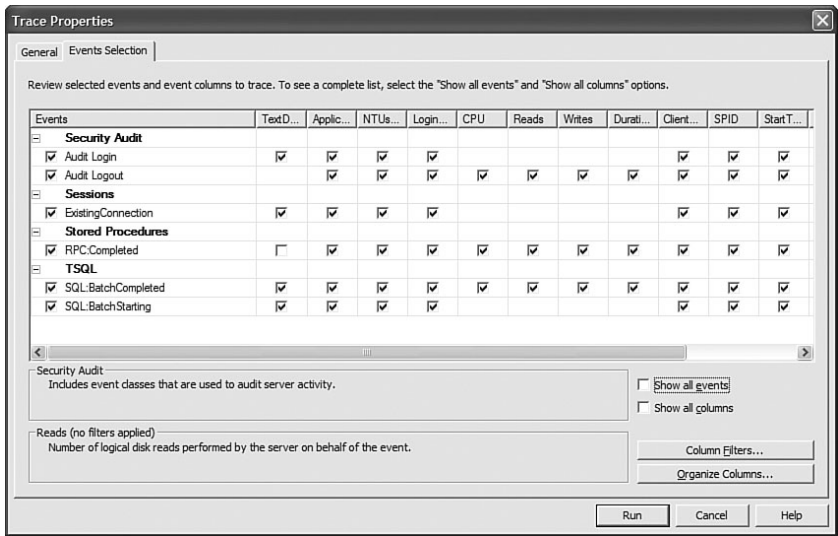 Trace Properties
General Events Selection
Review selected events and event columns to trace. To see a complete list, select the "Show all events" and "Show all columns" options.
Events TextD... Applic... NTUs... Login... CPU Reads Writes Durati... Client... SPID StartT...
Security Audit
Audit Login
Audit Logout
Sessions
ExistingConnection
Stored Procedures
RPC:Completed
TSQL
SQL:BatchCompleted
SQL:BatchStarting
Security Audit
Includes event classes that are used to audit server activity.
Show all events
Show all columns
Reads (no filters applied)
Number of logical disk reads performed by the server on behalf of the event.
Column Filters...
Organize Columns...
Run Cancel Help